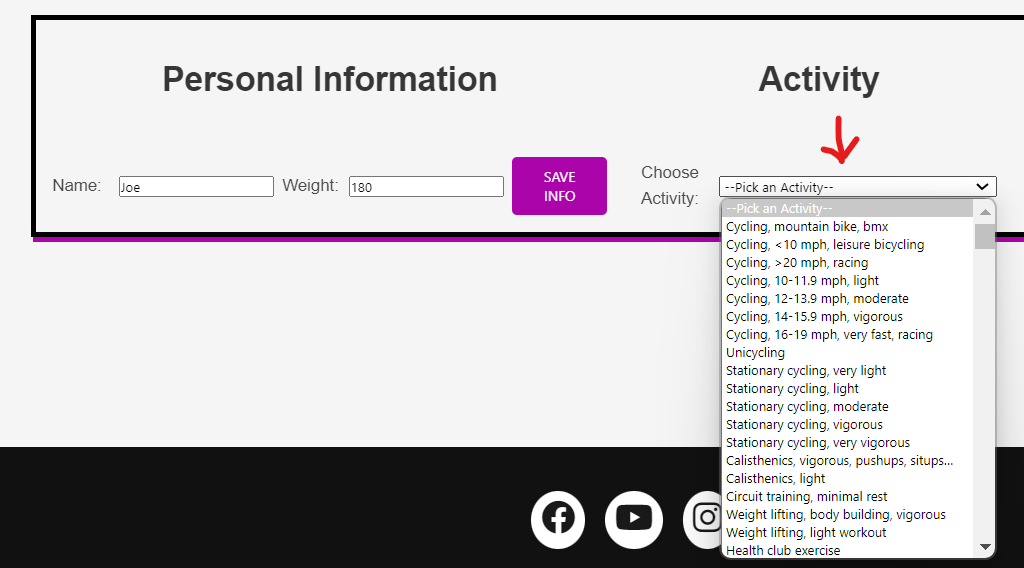 Personal Information
Activity
Name:
Joe
Weight:
180
SAVE
INFO
Choose
Activity:
--Pick an Activity--
--Pick an Activity--
Cycling, mountain bike, bmx
Cycling, <10 mph, leisure bicycling
Cycling, >20 mph, racing
Cycling, 10-11.9 mph, light
Cycling, 12-13.9 mph, moderate
Cycling, 14-15.9 mph, vigorous
Cycling, 16-19 mph, very fast, racing
Unicycling
Stationary cycling, very light
Stationary cycling, light
Stationary cycling, moderate
Stationary cycling, vigorous
Stationary cycling, very vigorous
Calisthenics, vigorous, pushups, situps...
Calisthenics, light
Circuit training, minimal rest
Weight lifting, body building, vigorous
Weight lifting, light workout
Health club exercise